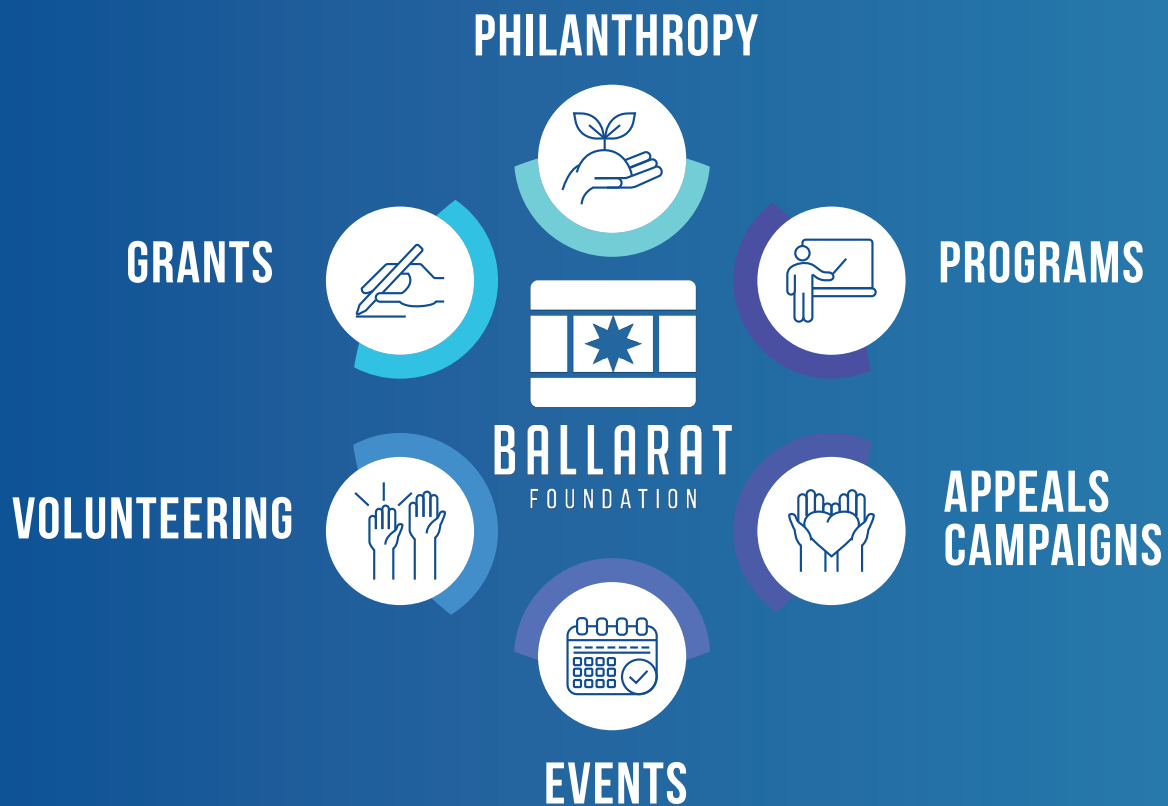 PHILANTHROPY
GRANTS
PROGRAMS
BALLARAT
FOUNDATION
VOLUNTEERING
APPEALS
CAMPAIGNS
EVENTS